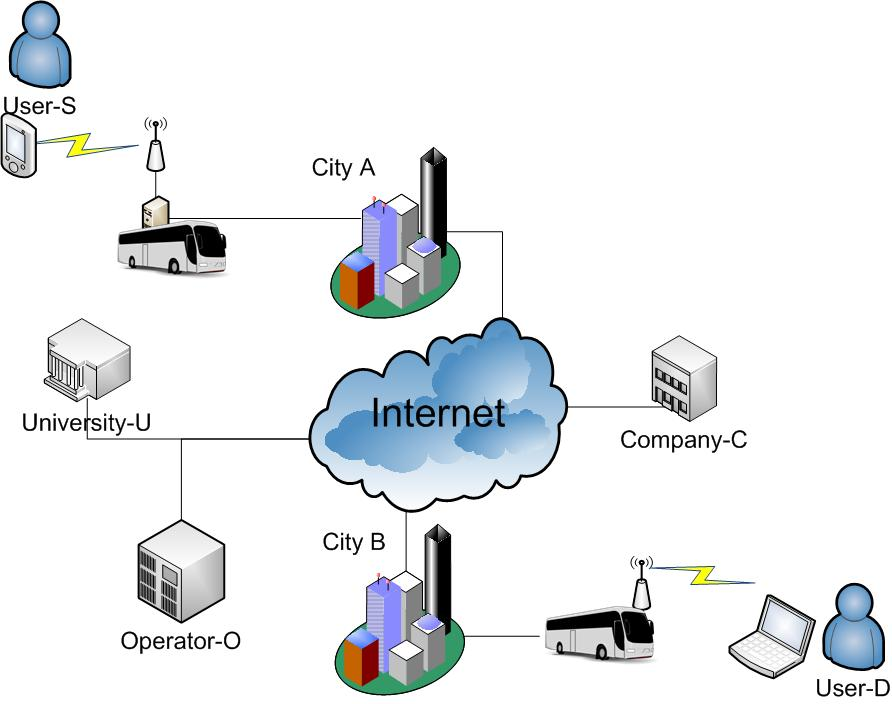 User-S
City A
University-U
Internet
Company-C
City B
Operator-O
User-D